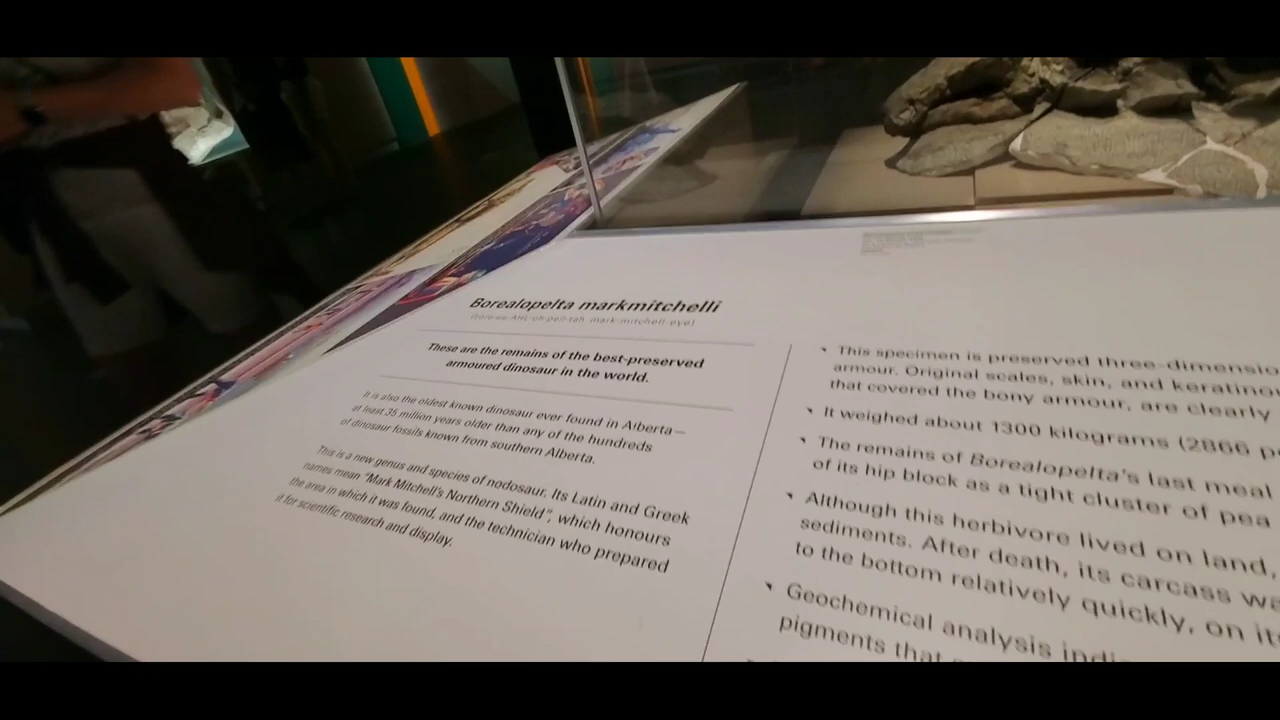 Borealopelta markmitchelli
These are the remains of the best-preserved
armoured dinosaur in the world.
It is also the oldest known dinosaur ever found in Alberta—
at least 35 million years older than any of the hundreds
of dinosaur fossils known from southern Alberta.
This is a new genus and species of nodosaur. Its Latin and Greek
names mean "Mark Mitchell's Northern Shield", which honours
the area in which it was found, and the technician who prepared
it for scientific research and display.
This specimen is preserved three-dimensio
armour. Original scales, skin, and keratino
that covered the bony armour, are clearly
It weighed about 1300 kilograms (2866 p
The remains of Borealopelta's last meal
of its hip block as a tight cluster of pea
Although this herbivore lived on land,
sediments. After death, its carcass wa
to the bottom relatively quickly, on its
Geochemical analysis indi
pigments that